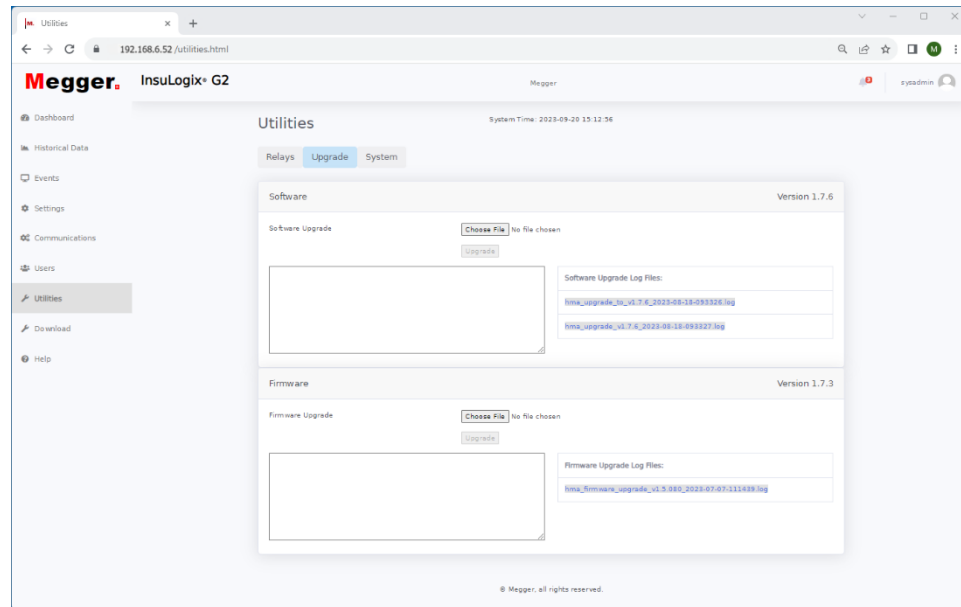 M. Utilities
192.168.6.52/utilities.html
M
Megger.
InsuLogix® G2
Megger
sysadmin
Dashboard
Historical Data
Events
Settings
Communications
Users
Utilities
Download
Help
Utilities
System Time: 2023-09-20 15:12:56
Relays Upgrade System
Software Version 1.7.6
Software Upgrade Choose File No file chosen
Upgrade
Software Upgrade Log Files:
hma_upgrade_to_v1.7.6_2023-08-18-093326.log
hma_upgrade_v1.7.6_2023-08-18-093327.log
Firmware Version 1.7.3
Firmware Upgrade Choose File No file chosen
Upgrade
Firmware Upgrade Log Files:
hma_firmware_upgrade_v1.5.080_2023-07-07-111439.log
© Megger, all rights reserved.